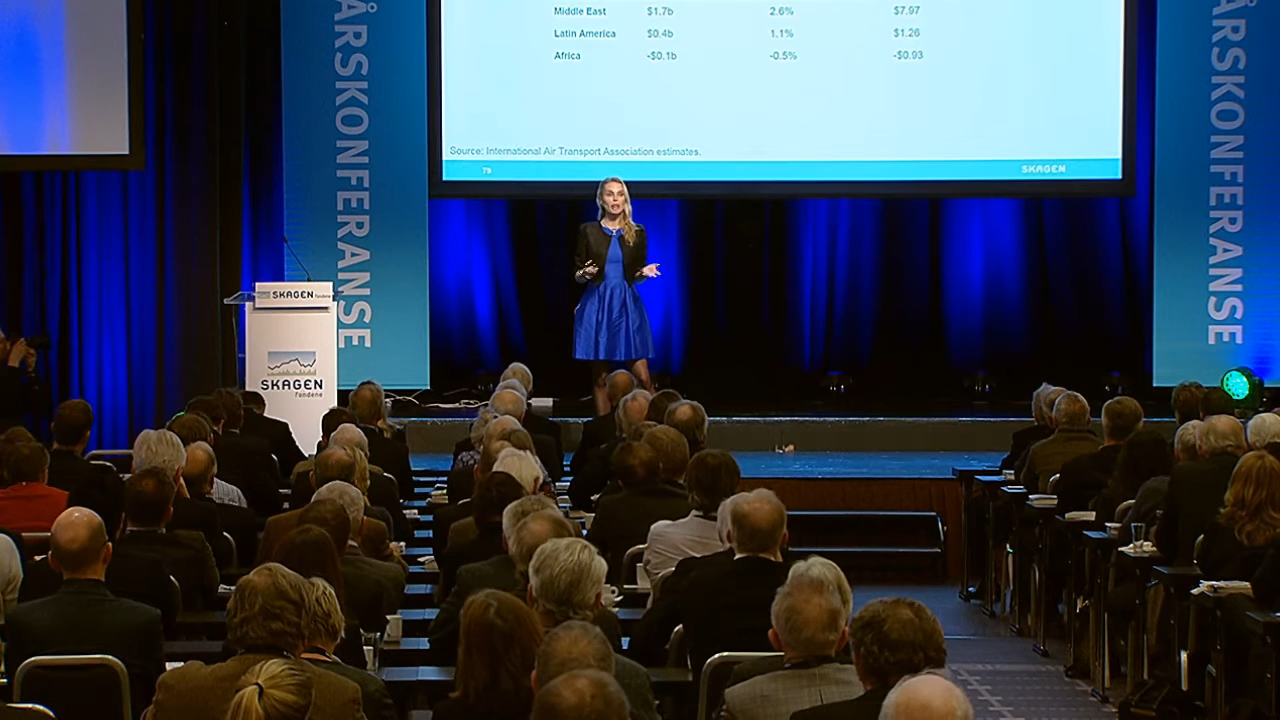 Middle East $1.7b 2.6% $7.97
Latin America $0.4b 1.1% $1.26
Africa -$0.1b -0.5% -$0.93
Source: International Air Transport Association estimates.
79 SKAGEN
ÅRSKONFERANSE
ÅRSKONFERANSE
SKAGEN Fondene
SKAGEN
Fondene